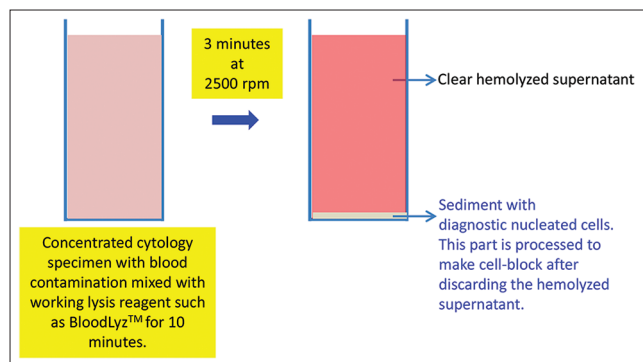 3 minutes
at
2500 rpm
Clear hemolyzed supernatant
Sediment with
diagnostic nucleated cells.
This part is processed to
make cell-block after
discarding the hemolyzed
supernatant.
Concentrated cytology
specimen with blood
contamination mixed with
working lysis reagent such
as BloodLyz™ for 10
minutes.